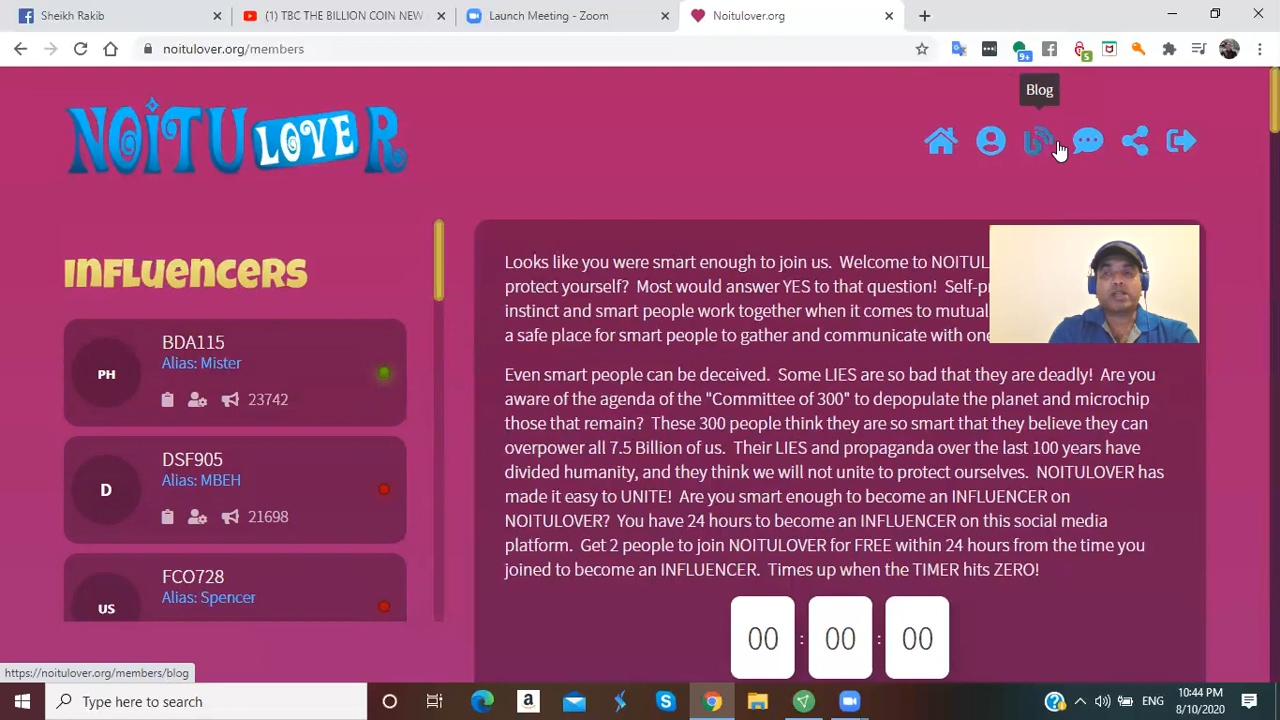 Sheikh Rakib
(1) TBC THE BILLION COIN NEW
Launch Meeting - Zoom
Noitulover.org
noitulover.org/members
9+
5
Blog
NOITULOVER
INFLUENCERS
PH
BDA115
Alias: Mister
23742
D
DSF905
Alias: MBEH
21698
US
FCO728
Alias: Spencer
Looks like you were smart enough to join us. Welcome to NOITUL
protect yourself? Most would answer YES to that question! Self-pr
instinct and smart people work together when it comes to mutual
a safe place for smart people to gather and communicate with one
Even smart people can be deceived. Some LIES are so bad that they are deadly! Are you
aware of the agenda of the "Committee of 300" to depopulate the planet and microchip
those that remain? These 300 people think they are so smart that they believe they can
overpower all 7.5 Billion of us. Their LIES and propaganda over the last 100 years have
divided humanity, and they think we will not unite to protect ourselves. NOITULOVER has
made it easy to UNITE! Are you smart enough to become an INFLUENCER on
NOITULOVER? You have 24 hours to become an INFLUENCER on this social media
platform. Get 2 people to join NOITULOVER for FREE within 24 hours from the time you
joined to become an INFLUENCER. Times up when the TIMER hits ZERO!
00 : 00 : 00
https://noitulover.org/members/blog
Type here to search
ENG
10:44 PM
8/10/2020